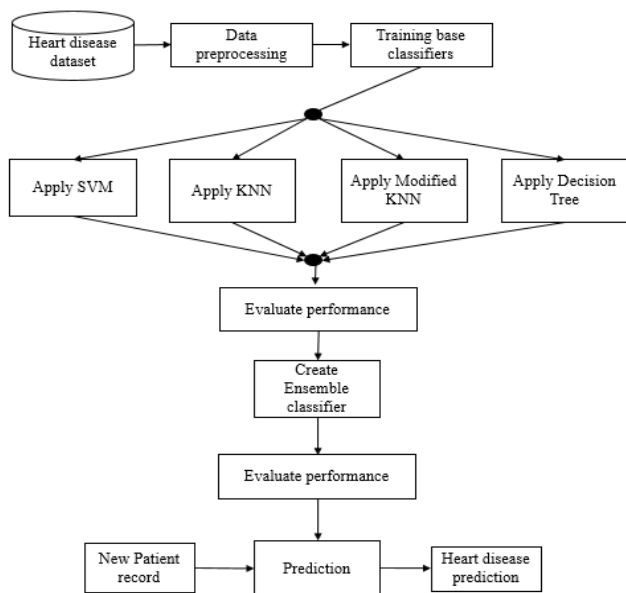 Heart disease
dataset
Data
preprocessing
Training base
classifiers
Apply SVM
Apply KNN
Apply Modified
KNN
Apply Decision
Tree
Evaluate performance
Create
Ensemble
classifier
Evaluate performance
New Patient
record
Prediction
Heart disease
prediction